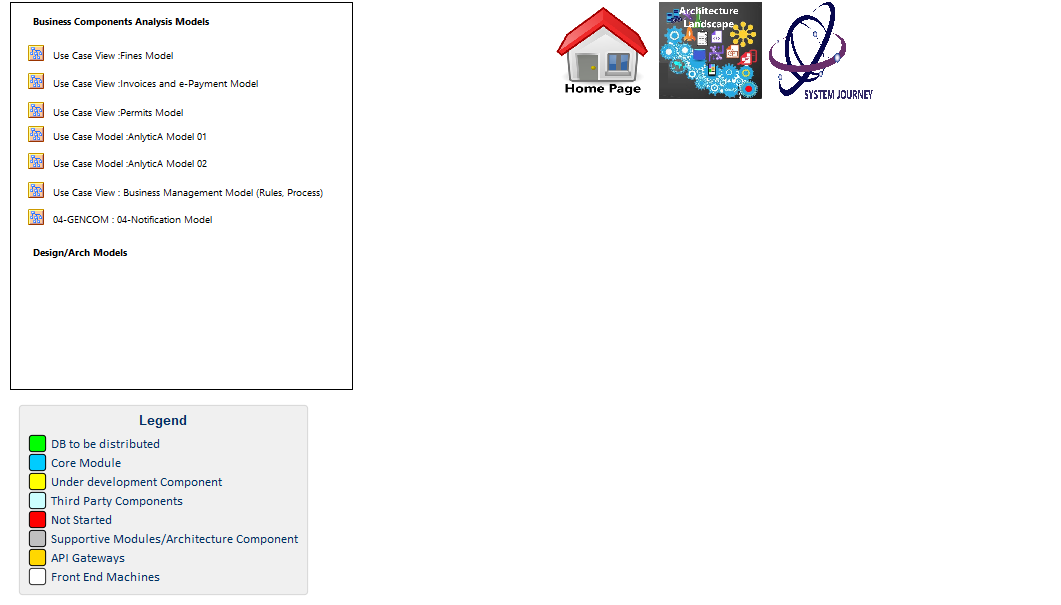 Business Components Analysis Models
Use Case View :Fines Model
Use Case View :Invoices and e-Payment Model
Use Case View :Permits Model
Use Case Model :AnlyticA Model 01
Use Case Model :AnlyticA Model 02
Use Case View : Business Management Model (Rules, Process)
04-GENCOM : 04-Notification Model
Design/Arch Models
Home Page
Architecture
Landscape
SYSTEM JOURNEY
Legend
DB to be distributed
Core Module
Under development Component
Third Party Components
Not Started
Supportive Modules/Architecture Component
API Gateways
Front End Machines